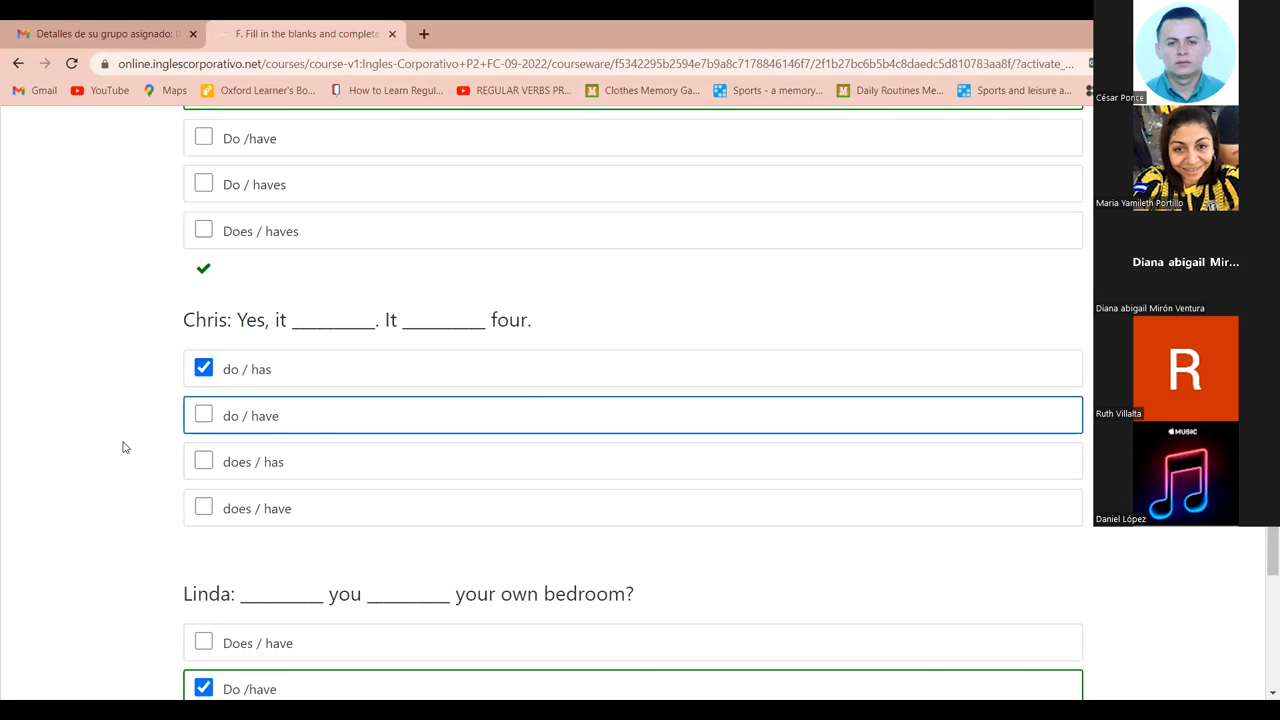 Detalles de su grupo asignado: I
F. Fill in the blanks and complete
online.inglescorporativo.net/courses/course-v1:Ingles-Corporativo+P2+FC-09-2022/courseware/f5342295b2594e7b9a8c7178846146f7/2f1b27bc6b5b4c8daedc5d810783aa8f/?activate_...
Gmail
YouTube
Maps
Oxford Learner's Bo...
How to Learn Regul...
REGULAR VERBS PR...
Clothes Memory Ga...
Sports - a memory...
Daily Routines Me...
Sports and leisure a...
Do /have
Do / haves
Does / haves
Chris: Yes, it __________. It __________ four.
do / has
do / have
does / has
does / have
Linda: __________ you __________ your own bedroom?
Does / have
Do /have
César Ponce
Maria Yamileth Portillo
Diana abigail Mir...
Diana abigail Mirón Ventura
R
Ruth Villalta
MUSIC
Daniel López